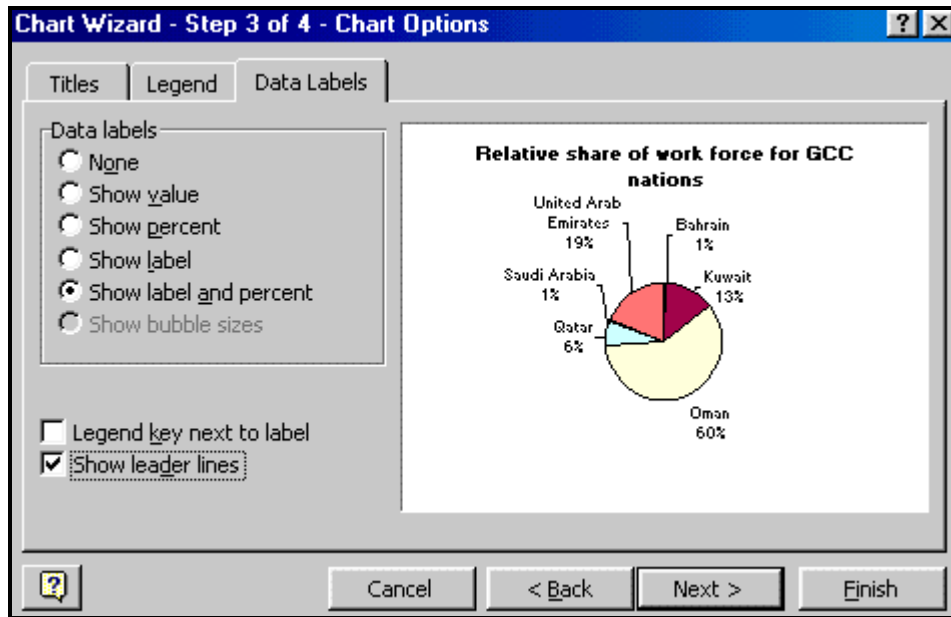 Chart Wizard - Step 3 of 4 - Chart Options
Titles
Legend
Data Labels
Data labels
None
Show value
Show percent
Show label
Show label and percent
Show bubble sizes
Legend key next to label
Show leader lines
Relative share of work force for GCC
nations
United Arab
Emirates
19%
Bahrain
1%
Saudi Arabia
1%
Kuwait
13%
Qatar
6%
Oman
60%
Cancel
< Back
Next >
Finish